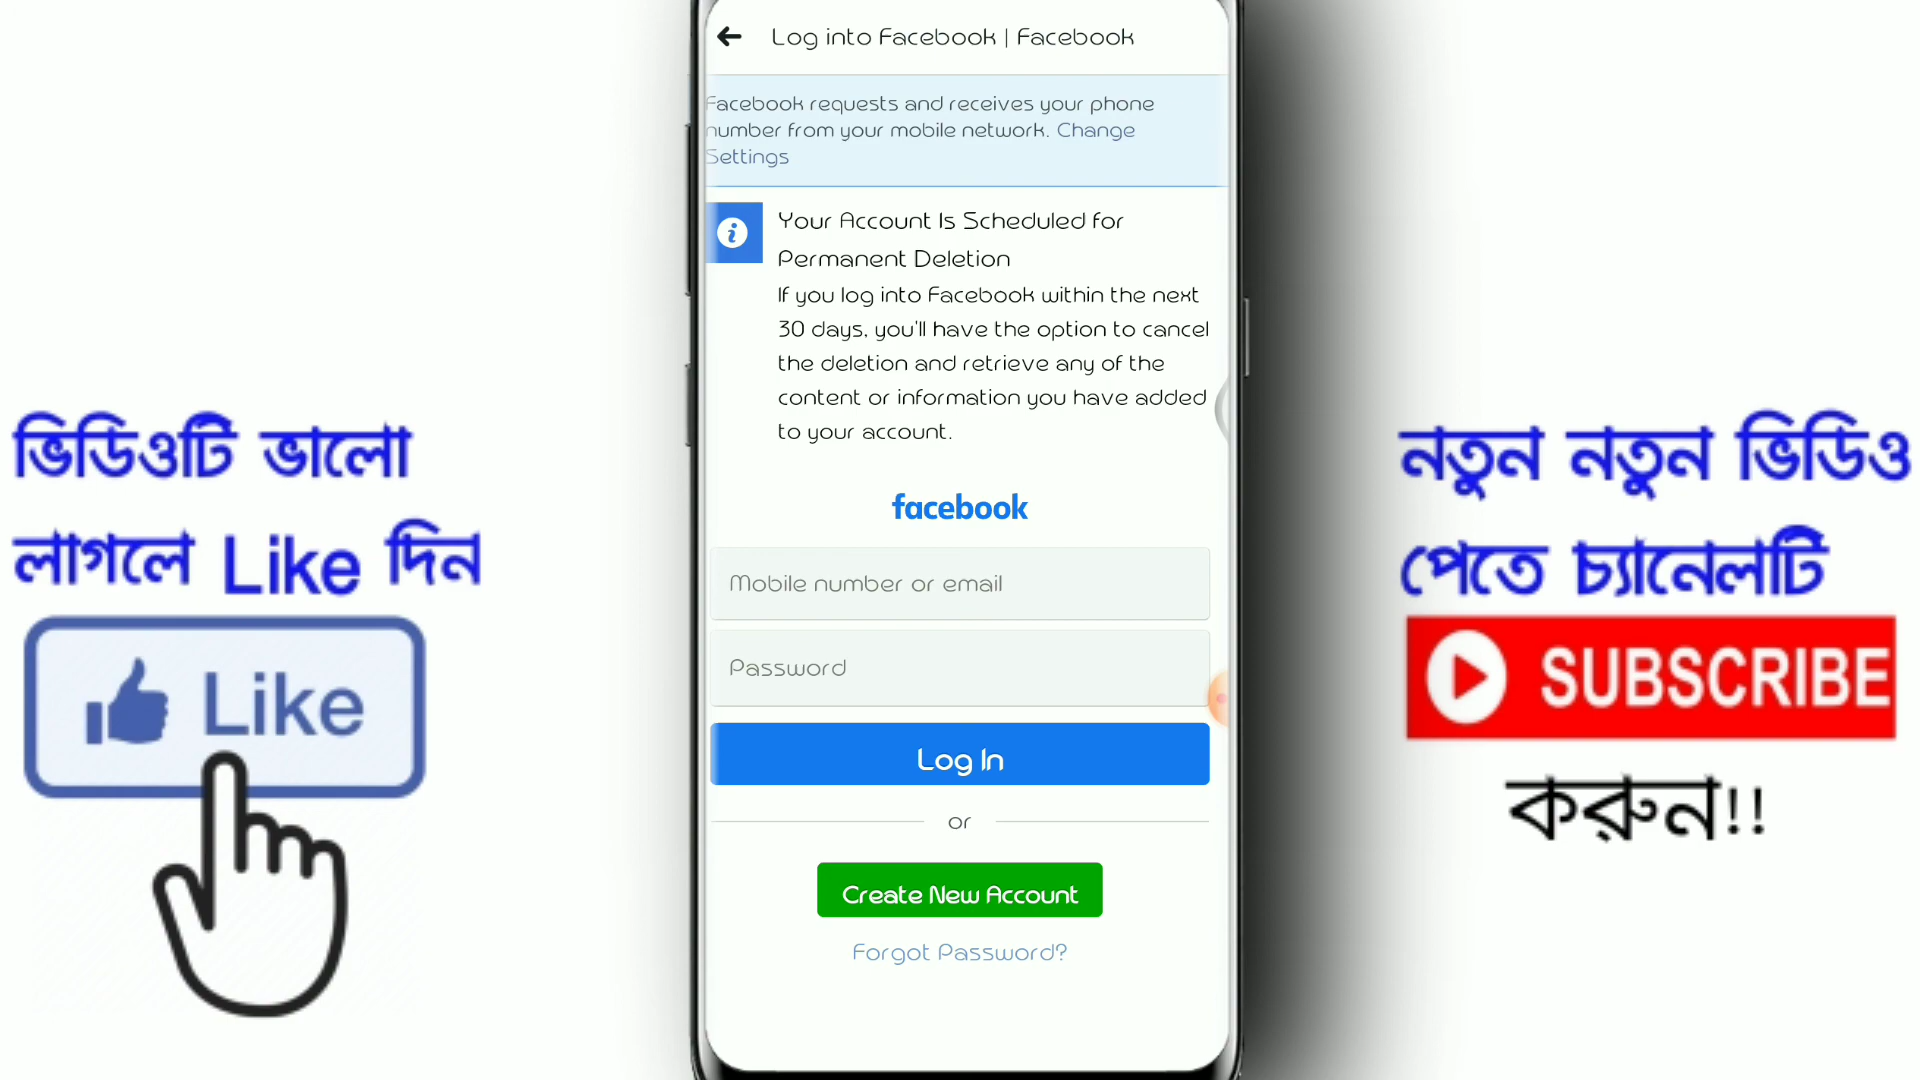 Log into Facebook | Facebook
Facebook requests and receives your phone
number from your mobile network. Change
Settings
Your Account Is Scheduled for
Permanent Deletion
If you log into Facebook within the next
30 days, you'll have the option to cancel
the deletion and retrieve any of the
content or information you have added
to your account.
facebook
Mobile number or email
Password
Log In
or
Create New Account
Forgot Password?
ভিডিওটি ভালো
লাগলে Like দিন
Like
নতুন নতুন ভিডিও
পেতে চ্যানেলটি
SUBSCRIBE
করুন!!